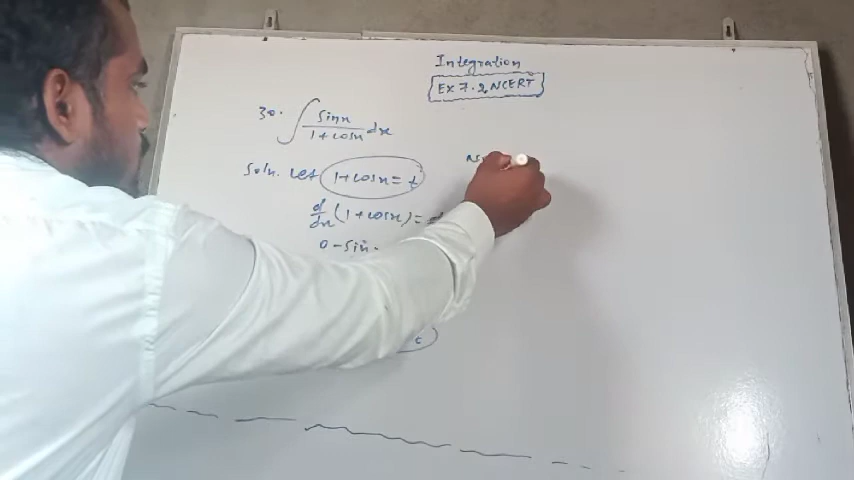 Integration
Ex 7.2 NCERT
30. ∫ sinx / 1+cosx dx
Soln. Let 1+cosx = t
d/dx (1+cosx) =
0 - sin